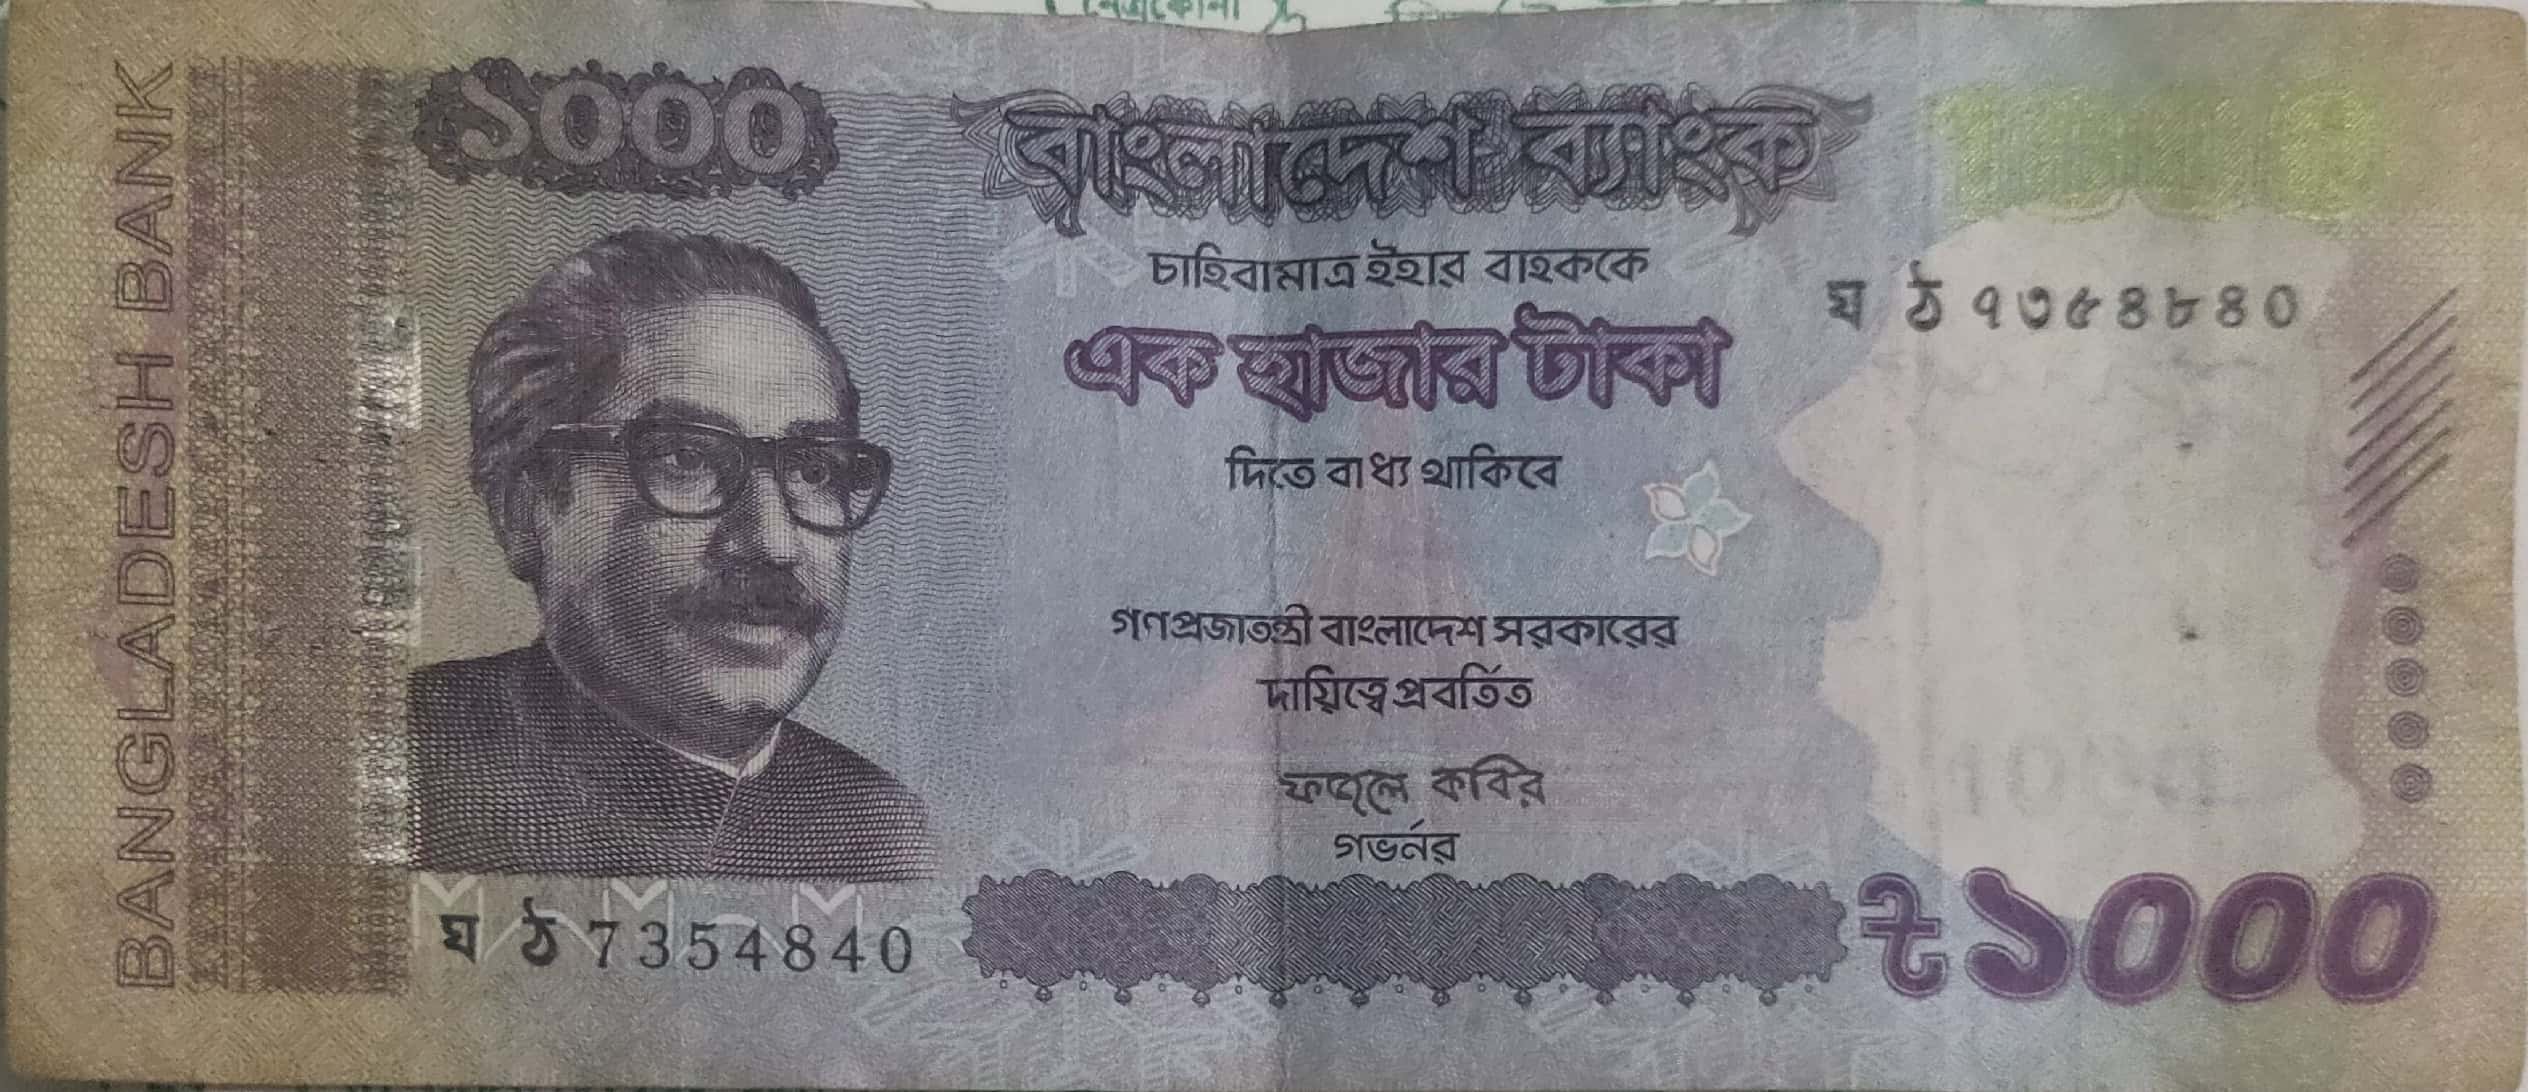 BANGLADESH BANK
১০০০
বাংলাদেশ ব্যাংক
চাহিবামাত্র ইহার বাহককে
ঘ ঠ ৭৩৫৪৮৪০
এক হাজার টাকা
দিতে বাধ্য থাকিবে
গণপ্রজাতন্ত্রী বাংলাদেশ সরকারের
দায়িত্বে প্রবর্তিত
ফজলে কবির
গভর্নর
ঘ ঠ 7354840
৳১০০০